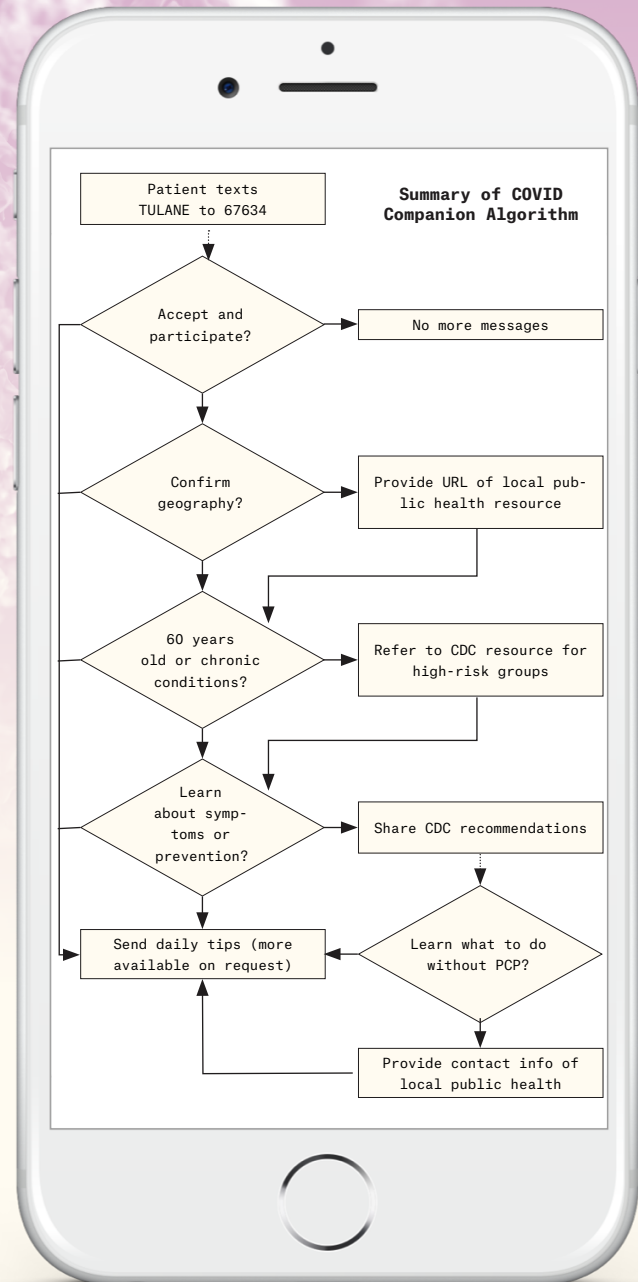 Patient texts
TULANE to 67634
Summary of COVID
Companion Algorithm
Accept and
participate?
No more messages
Confirm
geography?
Provide URL of local pub-
lic health resource
60 years
old or chronic
conditions?
Refer to CDC resource for
high-risk groups
Learn
about symp-
toms or
prevention?
Share CDC recommendations
Send daily tips (more
available on request)
Learn what to do
without PCP?
Provide contact info of
local public health